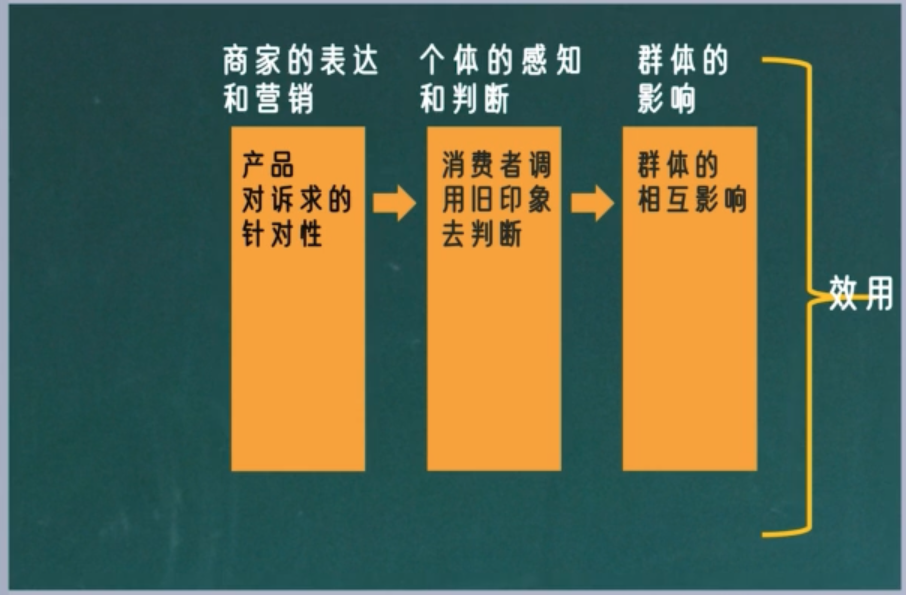 商家的表达
和营销
个体的感知
和判断
群体的
影响
产品
对诉求的
针对性
消费者调
用旧印象
去判断
群体的
相互影响
效用